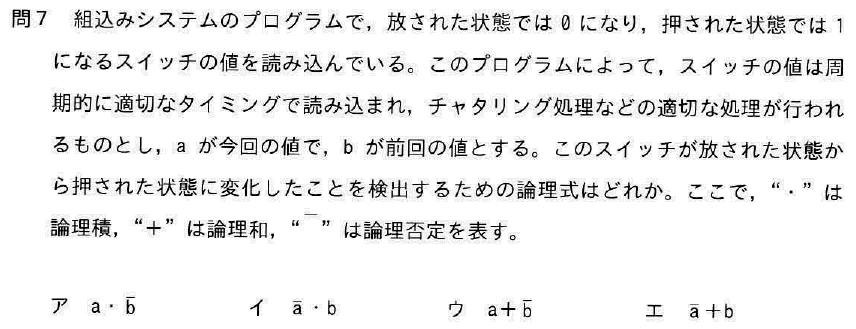 問7 組込みシステムのプログラムで，放された状態では 0 になり，押された状態では 1
になるスイッチの値を読み込んでいる。このプログラムによって，スイッチの値は周
期的に適切なタイミングで読み込まれ，チャタリング処理などの適切な処理が行われ
るものとし，a が今回の値で，b が前回の値とする。このスイッチが放された状態か
ら押された状態に変化したことを検出するための論理式はどれか。ここで，“・”は
論理積，“＋”は論理和，“‾”は論理否定を表す。
ア a・b̅ イ a̅・b ウ a＋b̅ エ a̅＋b